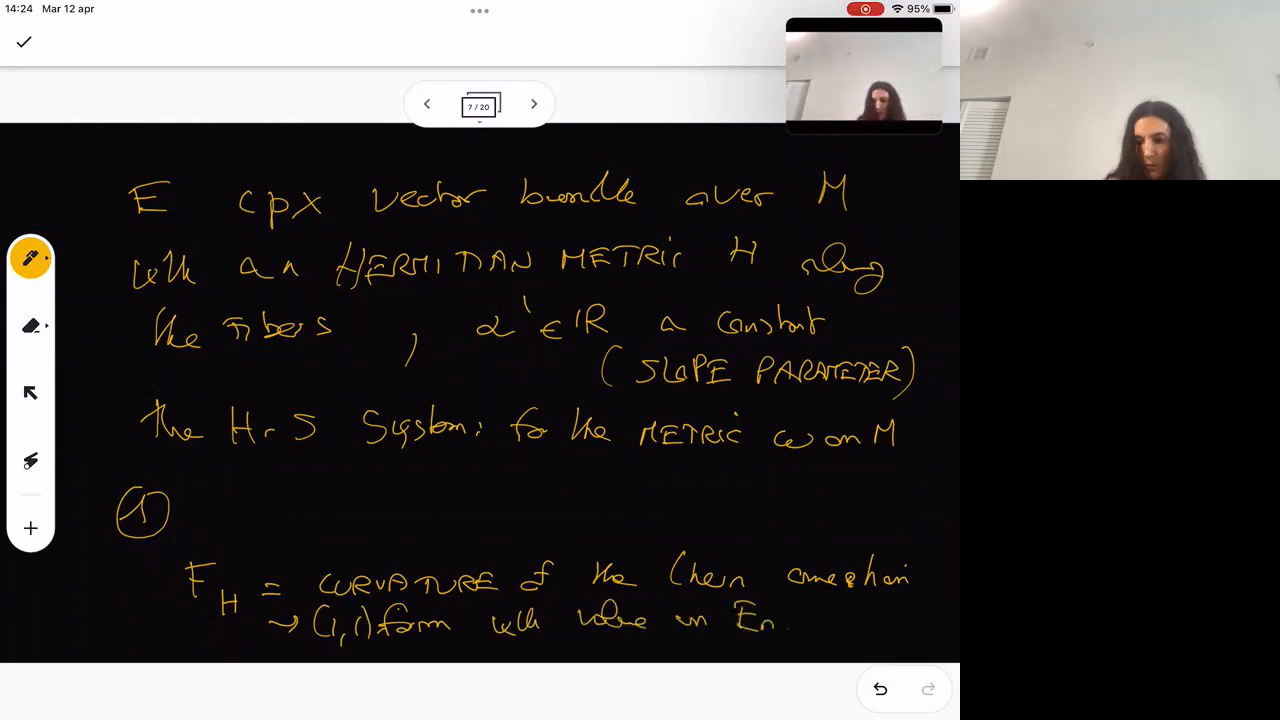 14:24 Mar 12 apr
95%
7 / 20
E cpx vector bundle over M
with an HERMITIAN METRIC H along
the fibers, α' ∈ ℝ a constant
(SLOPE PARAMETER)
the H-S System: for the METRIC ω on M
①
F_H = CURVATURE of the Chern connection
→ (1,1) form with value in En